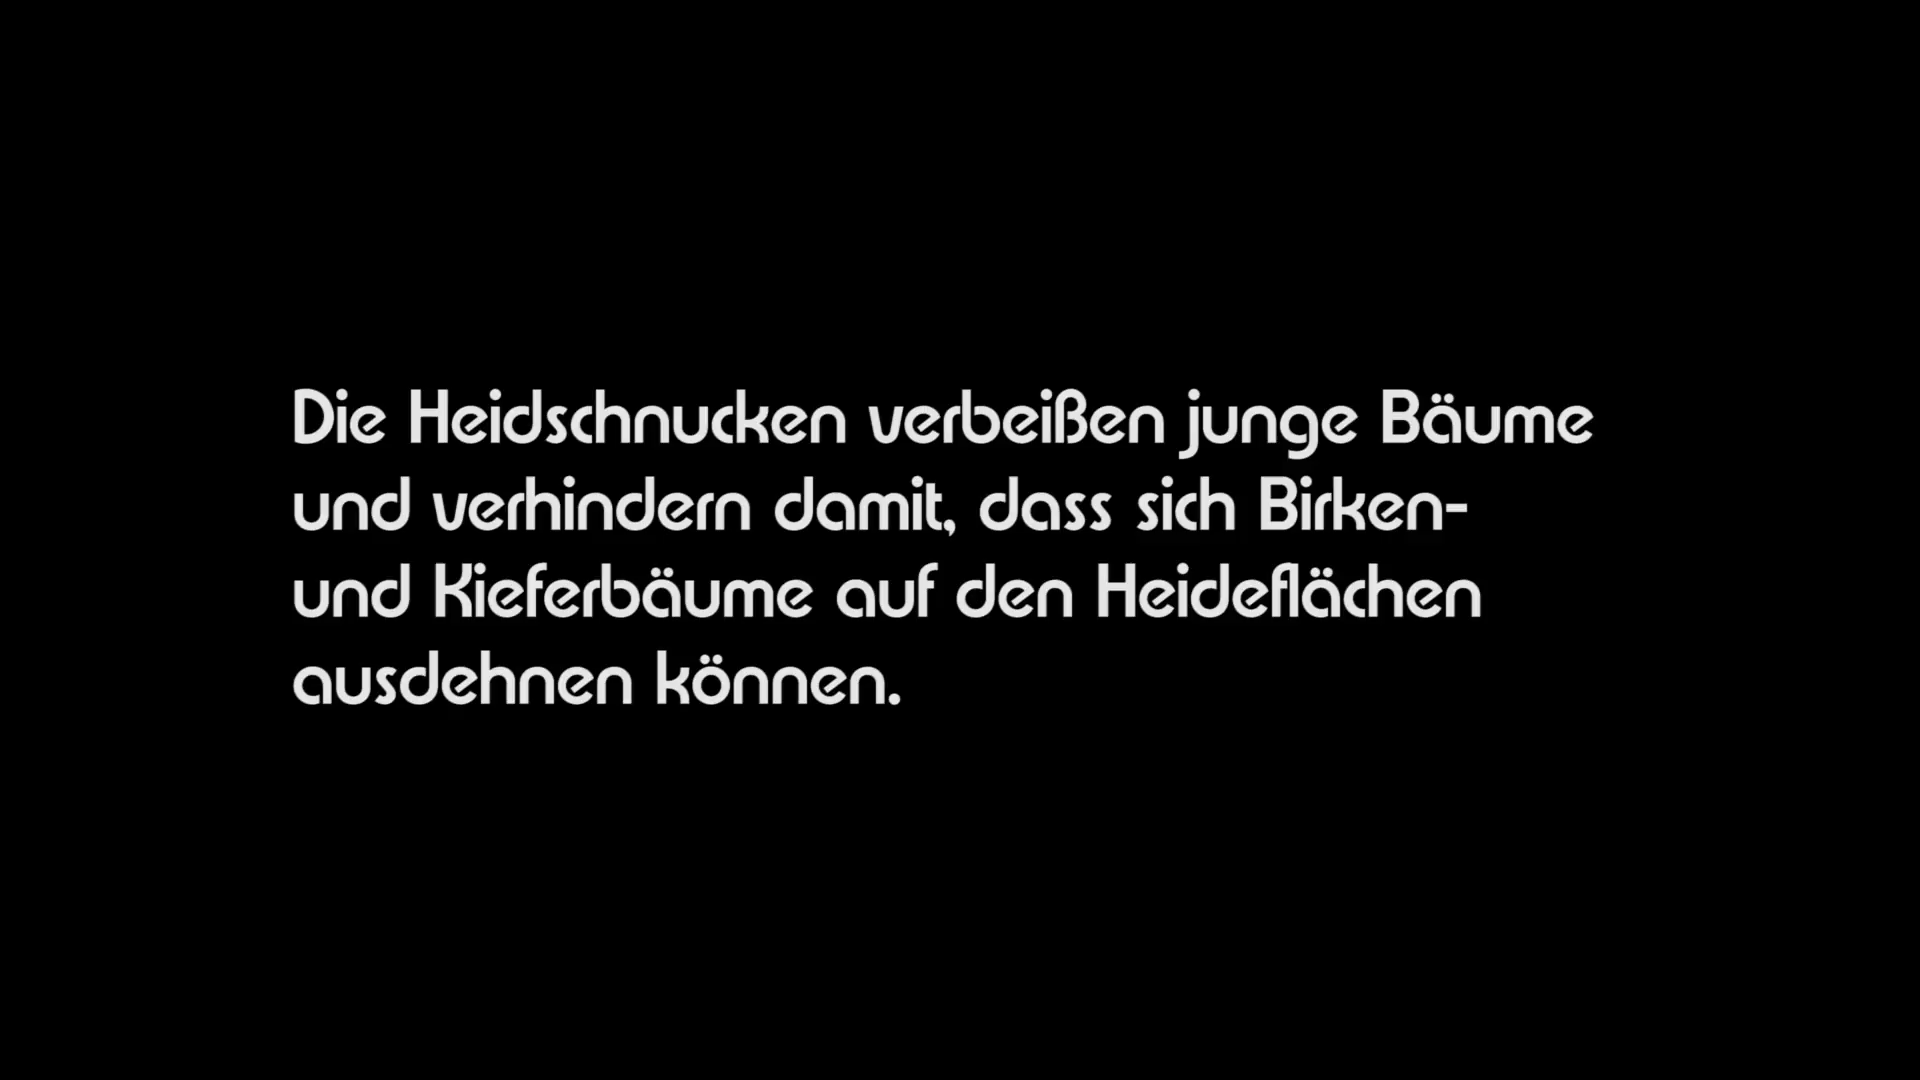 Die Heidschnucken verbeißen junge Bäume
und verhindern damit, dass sich Birken-
und Kieferbäume auf den Heideflächen
ausdehnen können.